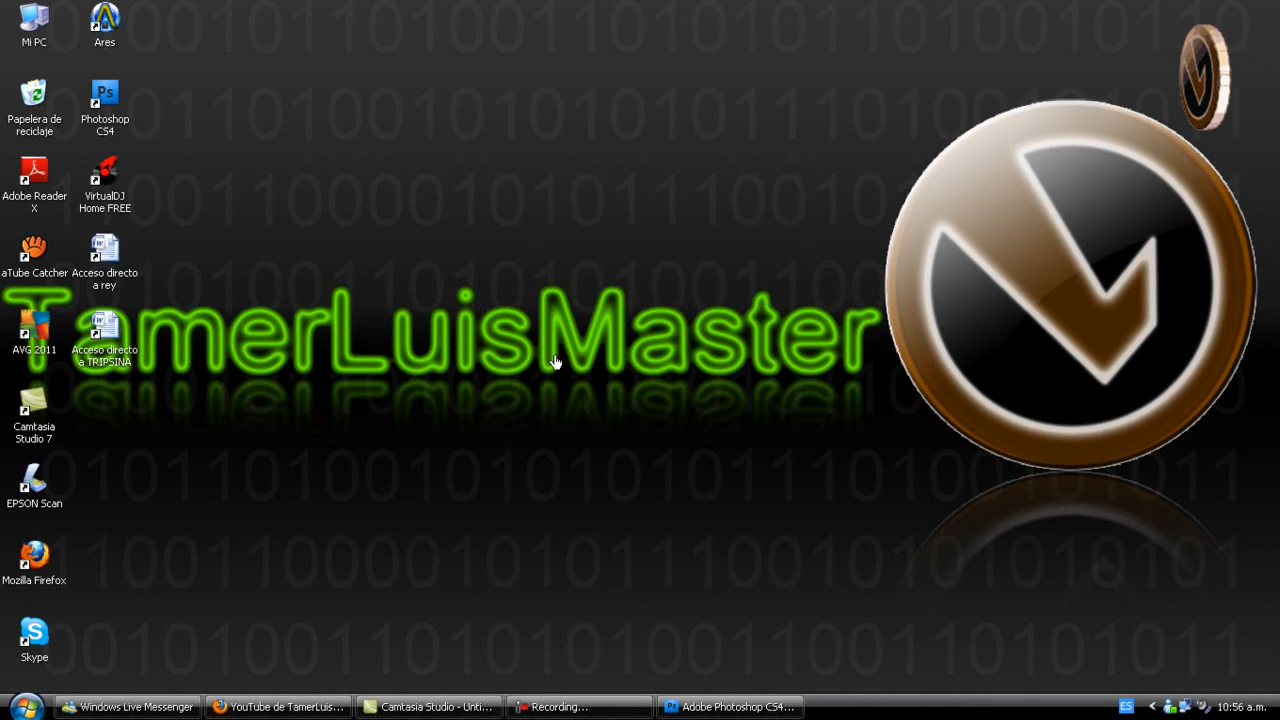 Mi PC
Ares
Papelera de
reciclaje
Ps
Photoshop
CS4
Adobe Reader
X
VirtualDJ
Home FREE
aTube Catcher
Acceso directo
a rey
TamerLuisMaster
AVG 2011
Acceso directo
a TRIPSINA
Camtasia
Studio 7
EPSON Scan
Mozilla Firefox
Skype
Windows Live Messenger
YouTube de TamerLuis...
Camtasia Studio - Unti...
Recording...
Ps
Adobe Photoshop CS4...
ES
10:56 a.m.